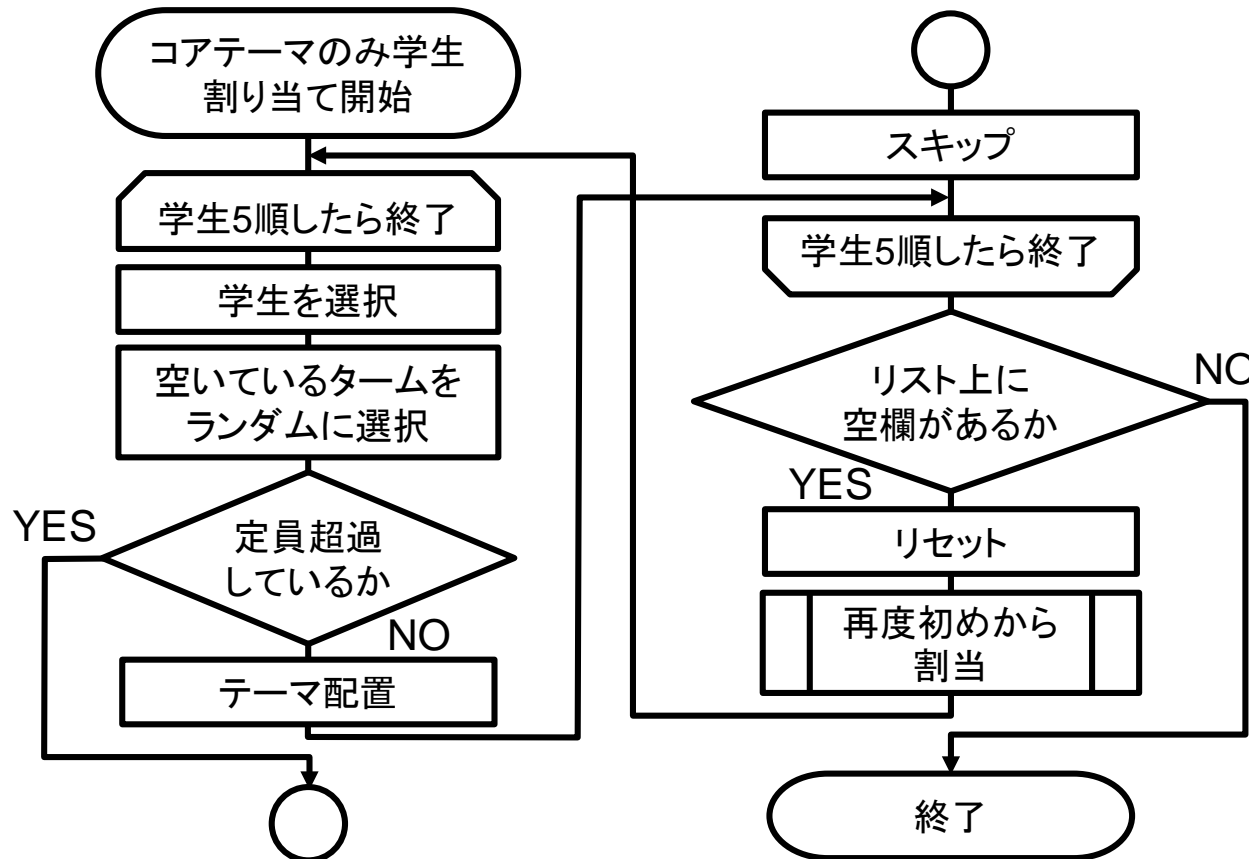 コアテーマのみ学生
割り当て開始
学生5順したら終了
学生を選択
空いているタームを
ランダムに選択
YES
定員超過
しているか
NO
テーマ配置
スキップ
学生5順したら終了
リスト上に
空欄があるか
NO
YES
リセット
再度初めから
割当
終了